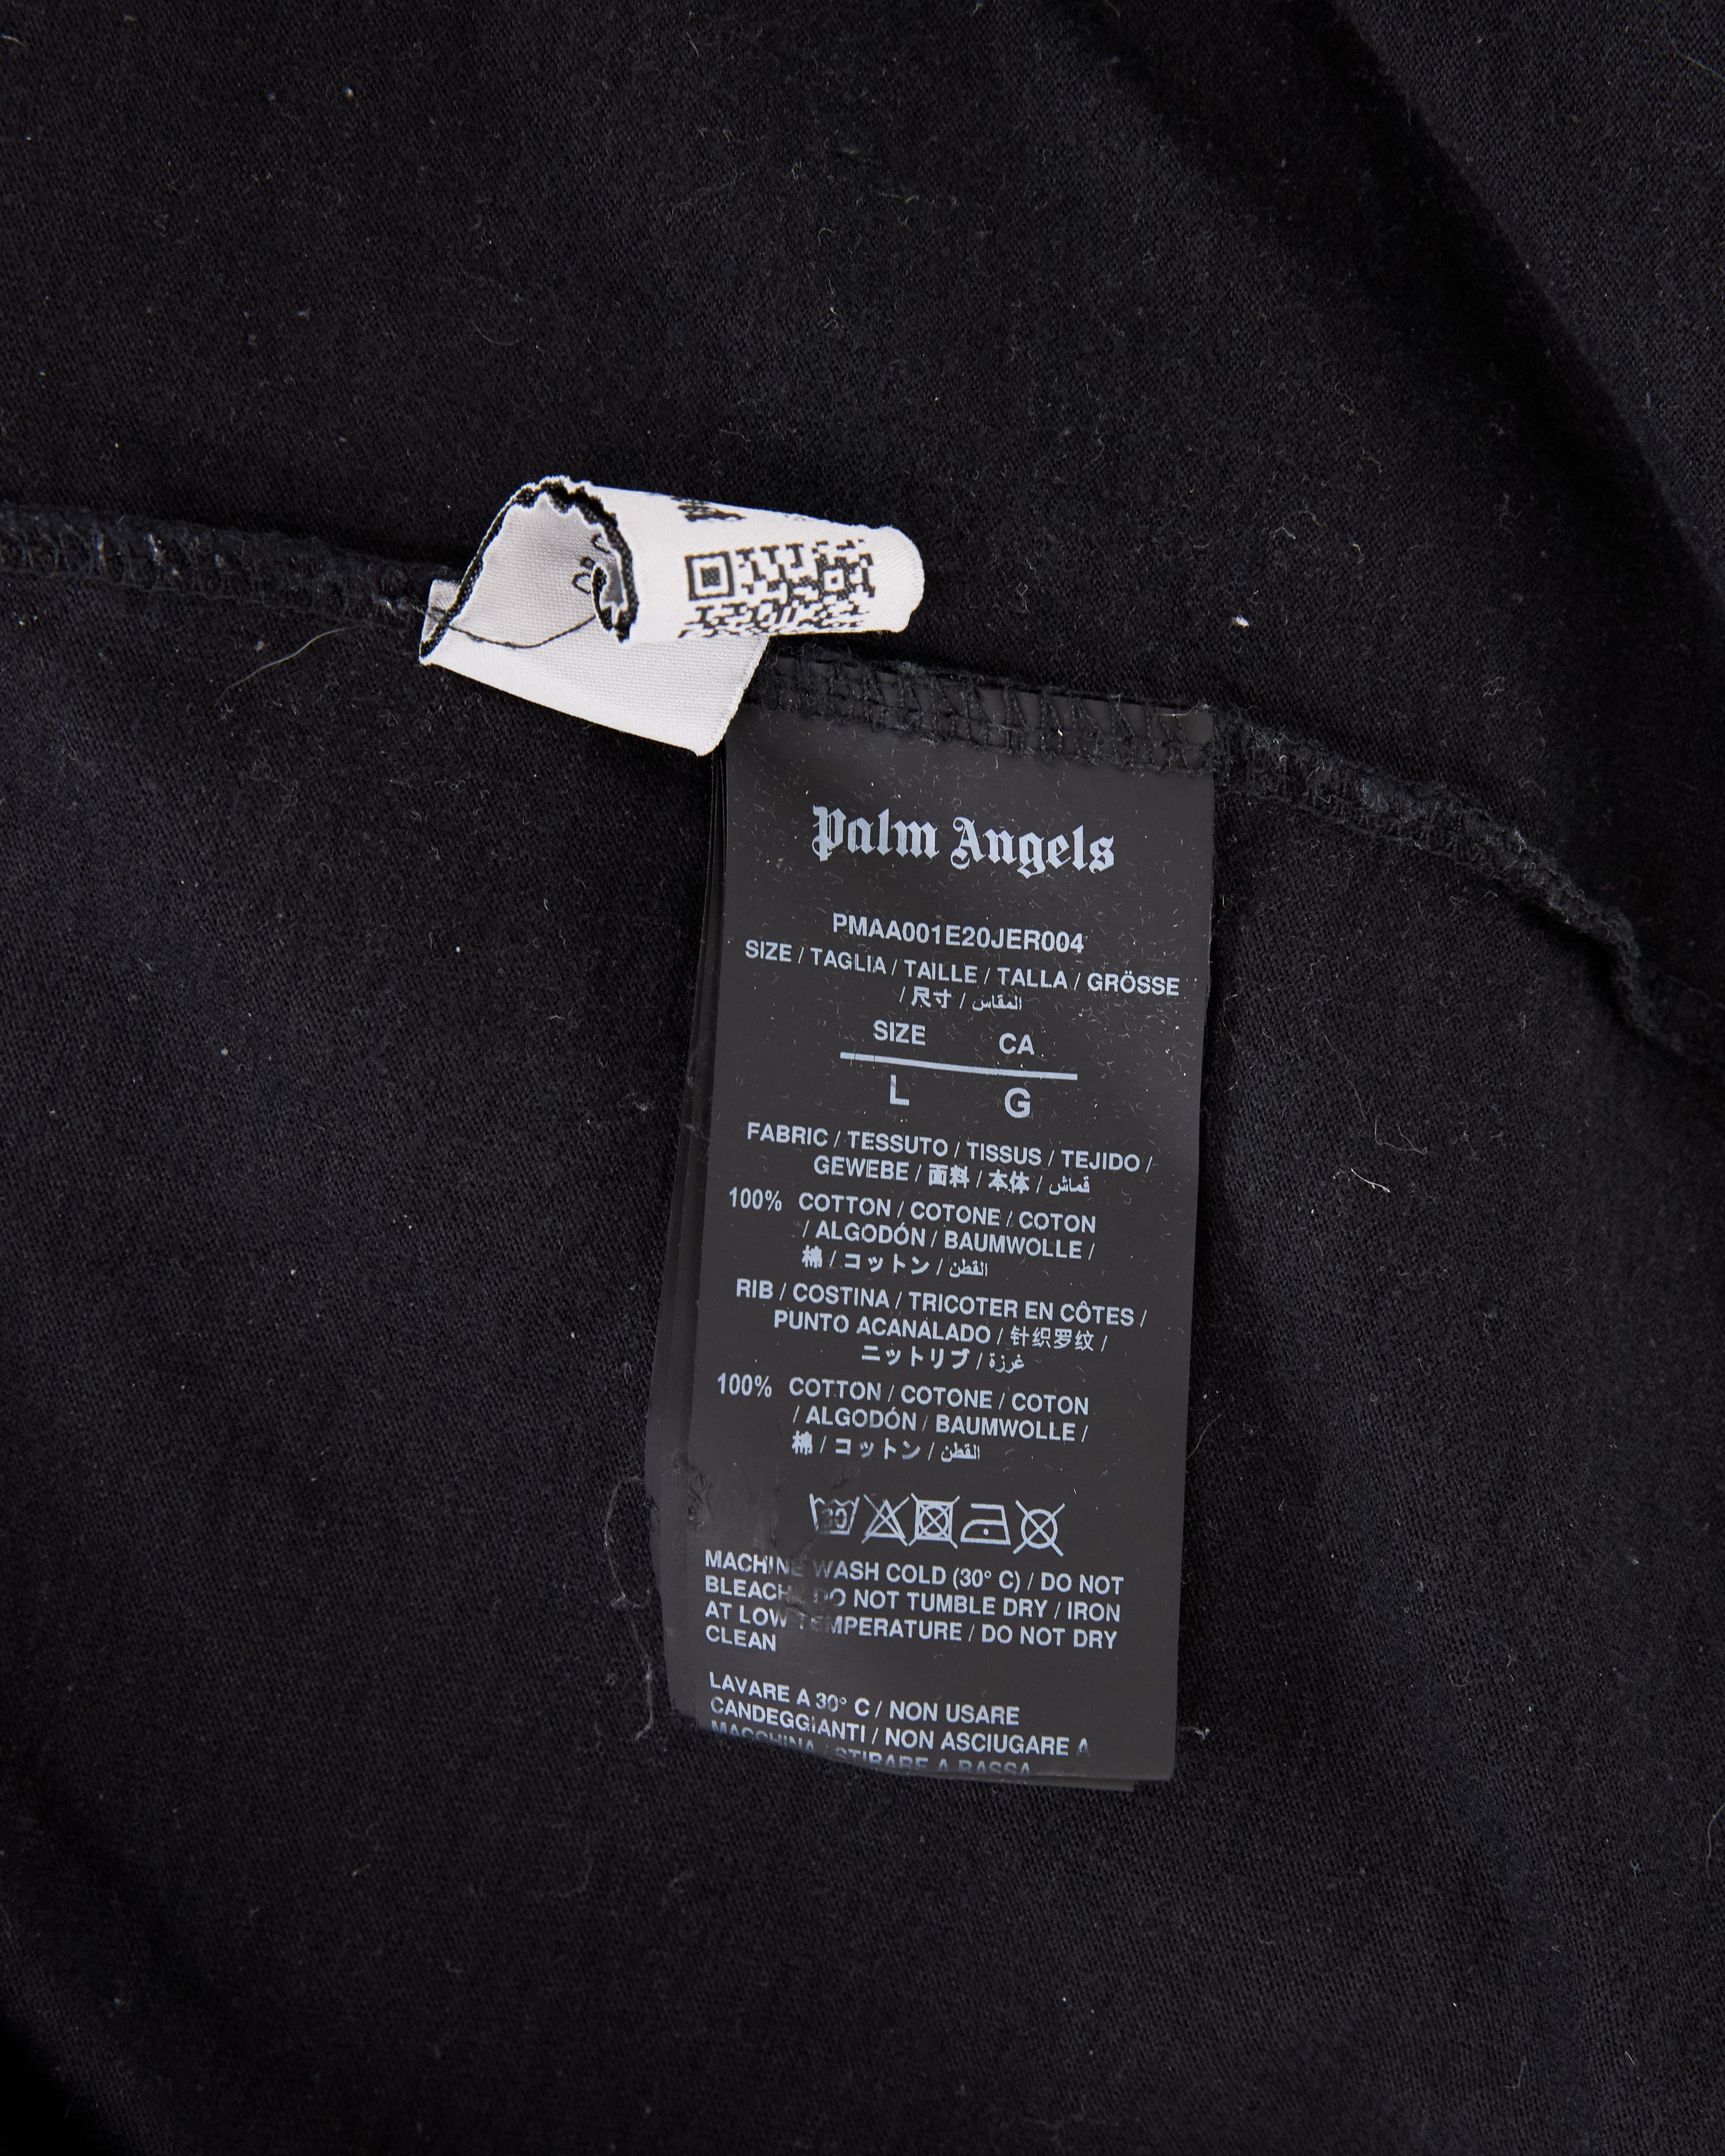 Palm Angels
PMAA001E20JER004
SIZE / TAGLIA / TAILLE / TALLA / GRÖSSE
/ 尺寸 / المقاس
SIZE CA
L G
FABRIC / TESSUTO / TISSUS / TEJIDO /
GEWEBE / 面料 / 本体 / قماش
100% COTTON / COTONE / COTON
/ ALGODÓN / BAUMWOLLE /
棉 / コットン / القطن
RIB / COSTINA / TRICOTER EN CÔTES /
PUNTO ACANALADO / 针织罗纹 /
ニットリブ / غرزة
100% COTTON / COTONE / COTON
/ ALGODÓN / BAUMWOLLE /
棉 / コットン / القطن
30
MACHINE WASH COLD (30° C) / DO NOT
BLEACH / DO NOT TUMBLE DRY / IRON
AT LOW TEMPERATURE / DO NOT DRY
CLEAN
LAVARE A 30° C / NON USARE
CANDEGGIANTI / NON ASCIUGARE A
MACCHINA / STIRARE A BASSA